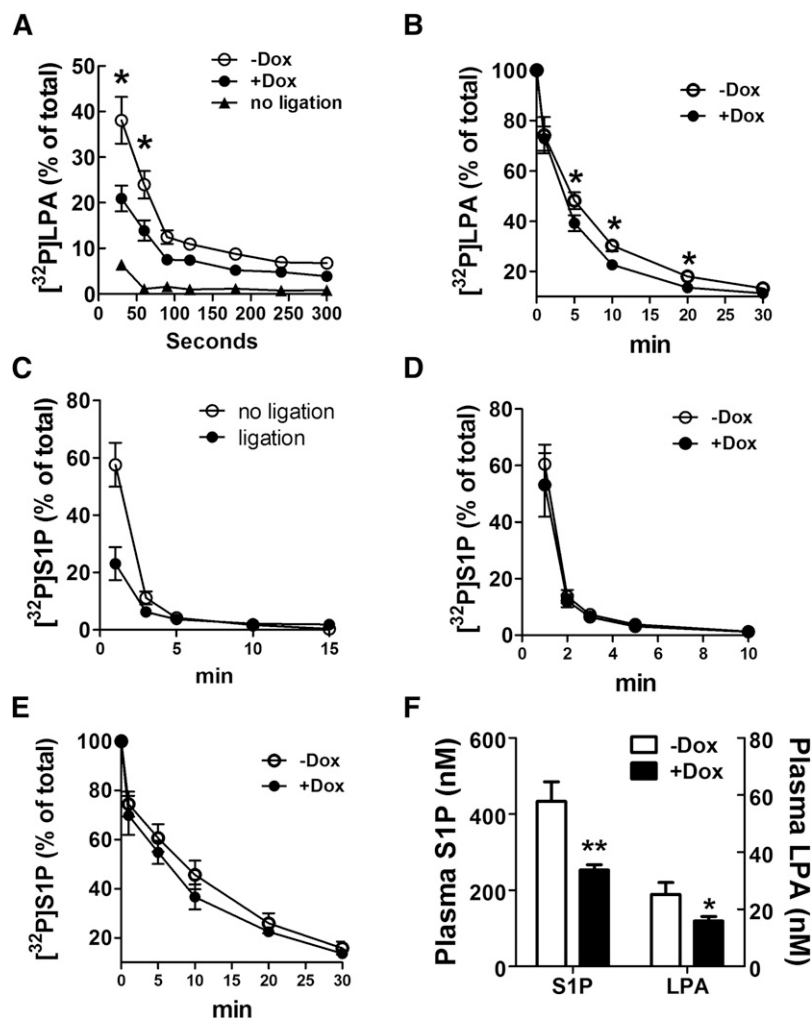 A
[³²P]LPA (% of total)
50
40
30
20
10
0
0 50 100 150 200 250 300
Seconds
-Dox
+Dox
no ligation
*
*
B
[³²P]LPA (% of total)
100
80
60
40
20
0 5 10 15 20 25 30
min
-Dox
+Dox
*
*
*
C
[³²P]S1P (% of total)
80
60
40
20
0
0 5 10 15
min
no ligation
ligation
D
[³²P]S1P (% of total)
80
60
40
20
0
0 2 4 6 8 10
min
-Dox
+Dox
E
[³²P]S1P (% of total)
100
80
60
40
20
0 5 10 15 20 25 30
min
-Dox
+Dox
F
Plasma S1P (nM)
600
400
200
0
-Dox
+Dox
**
*
S1P LPA
80
60
40
20
0
Plasma LPA (nM)